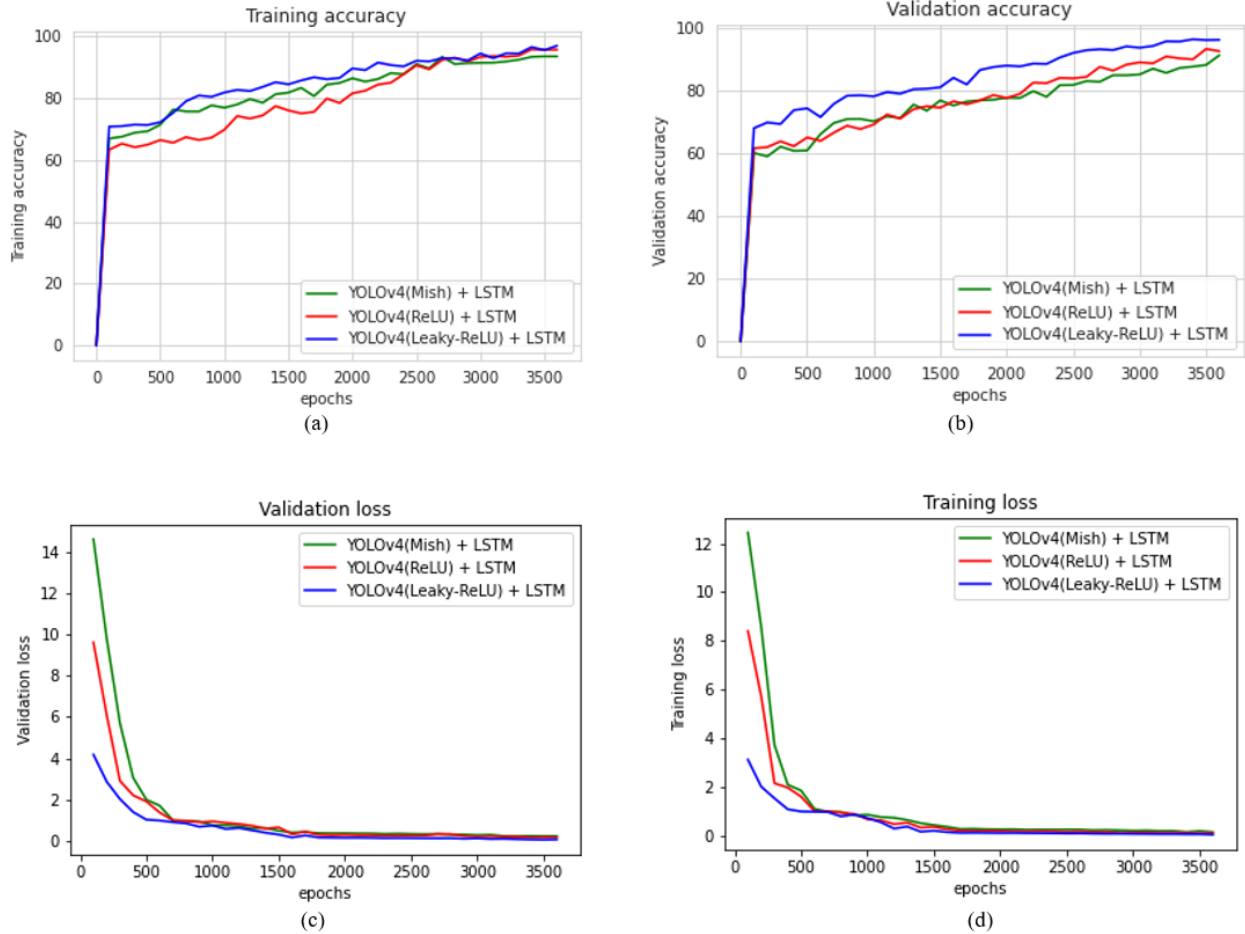 Training accuracy
Training accuracy
100
80
60
40
20
0
YOLOv4(Mish) + LSTM
YOLOv4(ReLU) + LSTM
YOLOv4(Leaky-ReLU) + LSTM
0 500 1000 1500 2000 2500 3000 3500
epochs
(a)
Validation accuracy
Validation accuracy
100
80
60
40
20
0
YOLOv4(Mish) + LSTM
YOLOv4(ReLU) + LSTM
YOLOv4(Leaky-ReLU) + LSTM
0 500 1000 1500 2000 2500 3000 3500
epochs
(b)
Validation loss
Validation loss
14
12
10
8
6
4
2
0
YOLOv4(Mish) + LSTM
YOLOv4(ReLU) + LSTM
YOLOv4(Leaky-ReLU) + LSTM
0 500 1000 1500 2000 2500 3000 3500
epochs
(c)
Training loss
Training loss
12
10
8
6
4
2
0
YOLOv4(Mish) + LSTM
YOLOv4(ReLU) + LSTM
YOLOv4(Leaky-ReLU) + LSTM
0 500 1000 1500 2000 2500 3000 3500
epochs
(d)